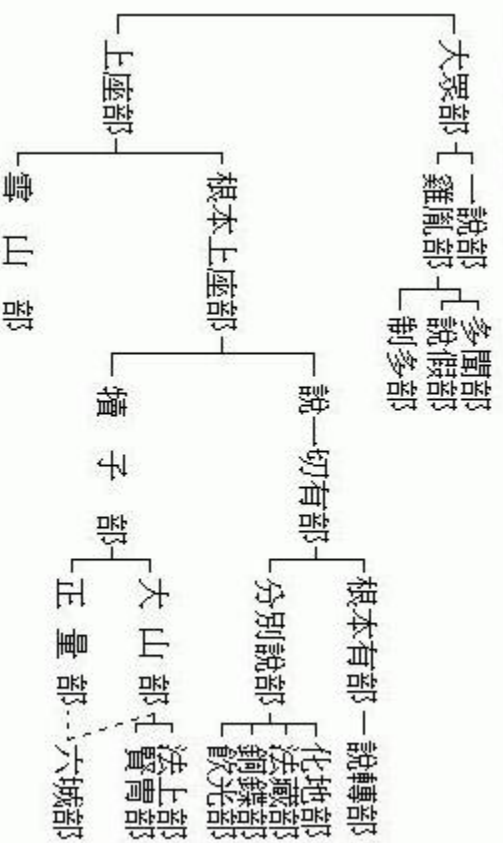 大眾部
一說部
雞胤部
多聞部
說假部
制多部
上座部
根本上座部
說一切有部
根本有部
說轉部
分別說部
化地部
法藏部
銅鍱部
飲光部
犢子部
大山部
法上部
賢胄部
正量部
六城部
雪山部